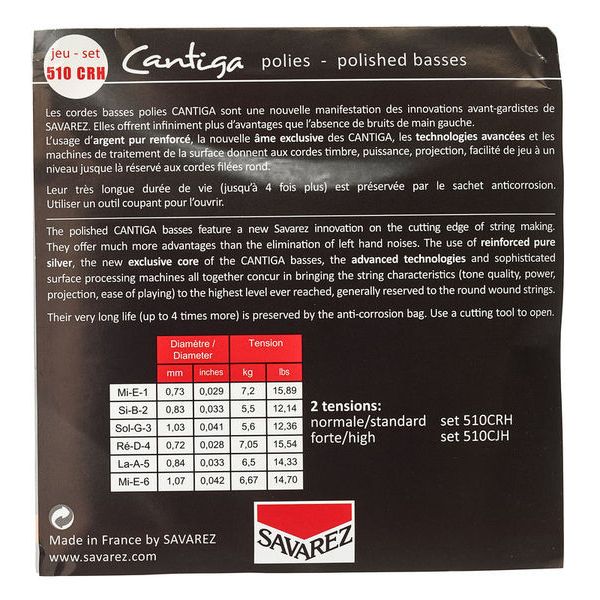 jeu - set
510 CRH
Cantiga polies - polished basses
Les cordes basses polies CANTIGA sont une nouvelle manifestation des innovations avant-gardistes de
SAVAREZ. Elles offrent infiniment plus d'avantages que l'absence de bruits de main gauche.
L'usage d'argent pur renforcé, la nouvelle âme exclusive des CANTIGA, les technologies avancées et les
machines de traitement de la surface donnent aux cordes timbre, puissance, projection, facilité de jeu à un
niveau jusque là réservé aux cordes filées rond.
Leur très longue durée de vie (jusqu'à 4 fois plus) est préservée par le sachet anticorrosion.
Utiliser un outil coupant pour l'ouvrir.
The polished CANTIGA basses feature a new Savarez innovation on the cutting edge of string making.
They offer much more advantages than the elimination of left hand noises. The use of reinforced pure
silver, the new exclusive core of the CANTIGA basses, the advanced technologies and sophisticated
surface processing machines all together concur in bringing the string characteristics (tone quality, power,
projection, ease of playing) to the highest level ever reached, generally reserved to the round wound strings.
Their very long life (up to 4 times more) is preserved by the anti-corrosion bag. Use a cutting tool to open.
Diamètre / Tension
Diameter
mm inches kg lbs
Mi-E-1 0,73 0,029 7,2 15,89
Si-B-2 0,83 0,033 5,5 12,14
Sol-G-3 1,03 0,041 5,6 12,36
Ré-D-4 0,72 0,028 7,05 15,54
La-A-5 0,84 0,033 6,5 14,33
Mi-E-6 1,07 0,042 6,67 14,70
2 tensions:
normale/standard set 510CRH
forte/high set 510CJH
SAVAREZ
Made in France by SAVAREZ
www.savarez.com